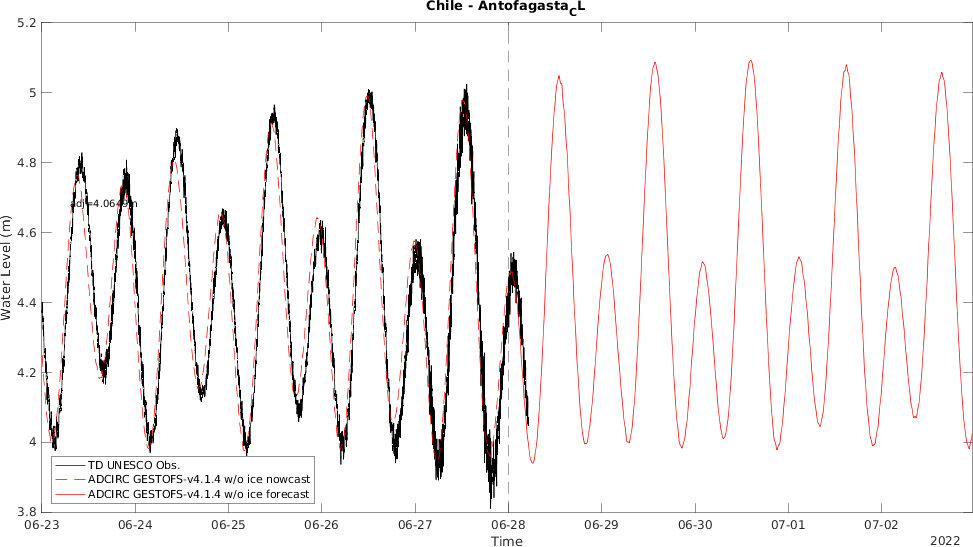 Chile - Antofagasta_CL
5.2
5
4.8
4.6
4.4
4.2
4
3.8
Water Level (m)
adj=4.0649m
TD UNESCO Obs.
ADCIRC GESTOFS-v4.1.4 w/o ice nowcast
ADCIRC GESTOFS-v4.1.4 w/o ice forecast
06-23 06-24 06-25 06-26 06-27 06-28 06-29 06-30 07-01 07-02
Time
2022